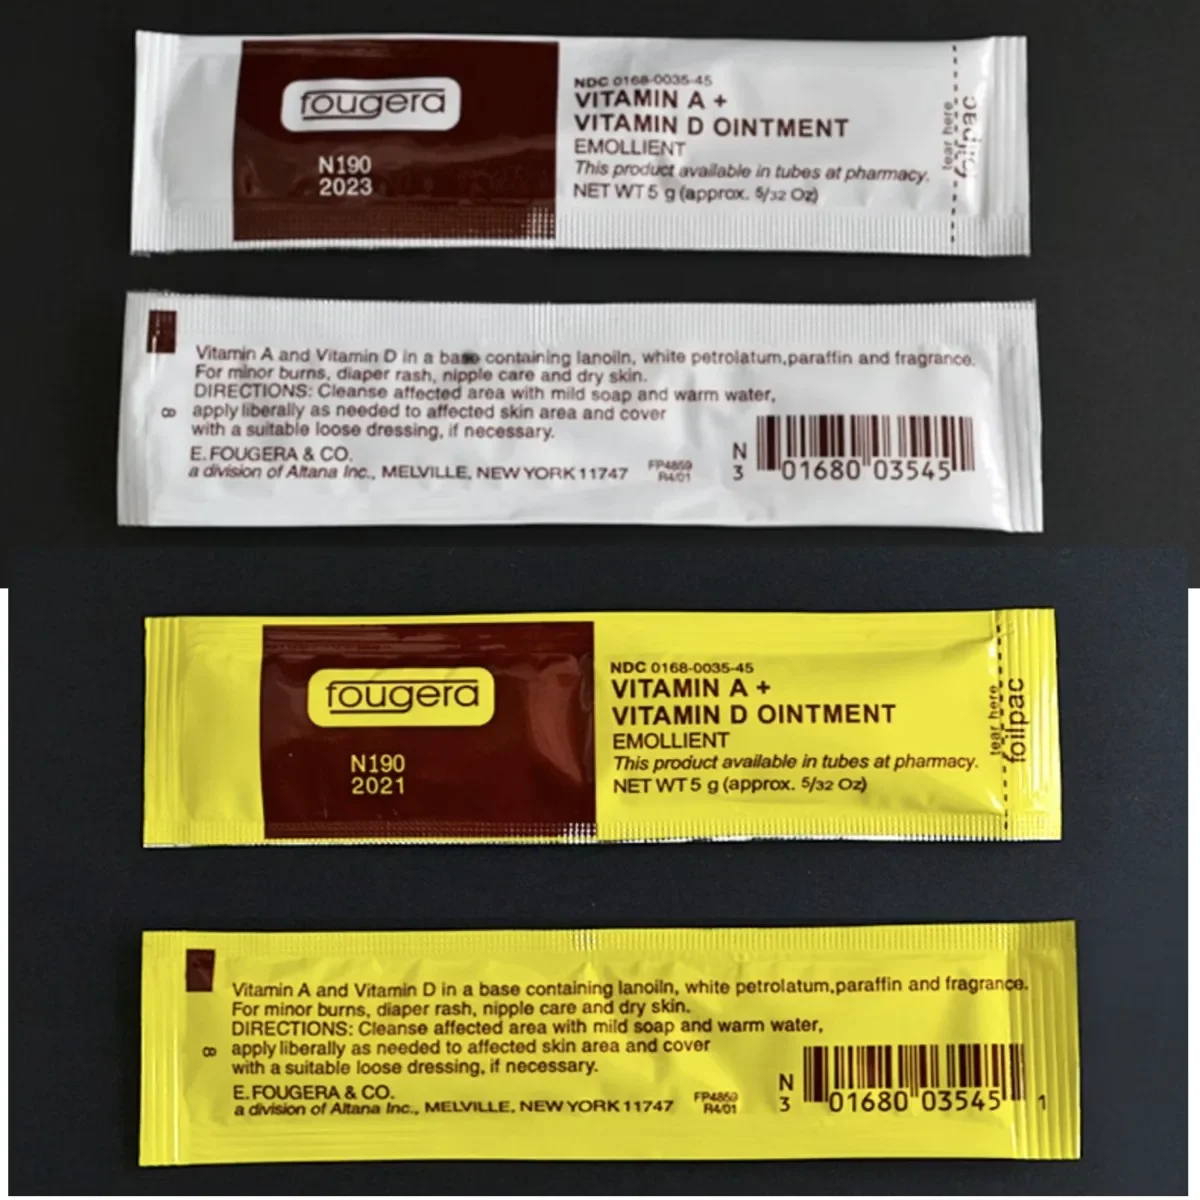 fougera
N190
2023
NDC 0168-0035-45
VITAMIN A +
VITAMIN D OINTMENT
EMOLLIENT
This product available in tubes at pharmacy.
NET WT 5 g (approx. 5/32 Oz)
tear here
foilpac
Vitamin A and Vitamin D in a base containing lanoiln, white petrolatum,paraffin and fragrance.
For minor burns, diaper rash, nipple care and dry skin.
DIRECTIONS: Cleanse affected area with mild soap and warm water,
apply liberally as needed to affected skin area and cover
with a suitable loose dressing, if necessary.
8
E. FOUGERA & CO.
a division of Altana Inc., MELVILLE, NEW YORK 11747
FP4859
R4/01
N
3
01680 03545
fougera
N190
2021
NDC 0168-0035-45
VITAMIN A +
VITAMIN D OINTMENT
EMOLLIENT
This product available in tubes at pharmacy.
NET WT 5 g (approx. 5/32 Oz)
tear here
foilpac
Vitamin A and Vitamin D in a base containing lanoiln, white petrolatum,paraffin and fragrance.
For minor burns, diaper rash, nipple care and dry skin.
DIRECTIONS: Cleanse affected area with mild soap and warm water,
apply liberally as needed to affected skin area and cover
with a suitable loose dressing, if necessary.
8
E. FOUGERA & CO.
a division of Altana Inc., MELVILLE, NEW YORK 11747
FP4859
R4/01
N
3
01680 03545 1